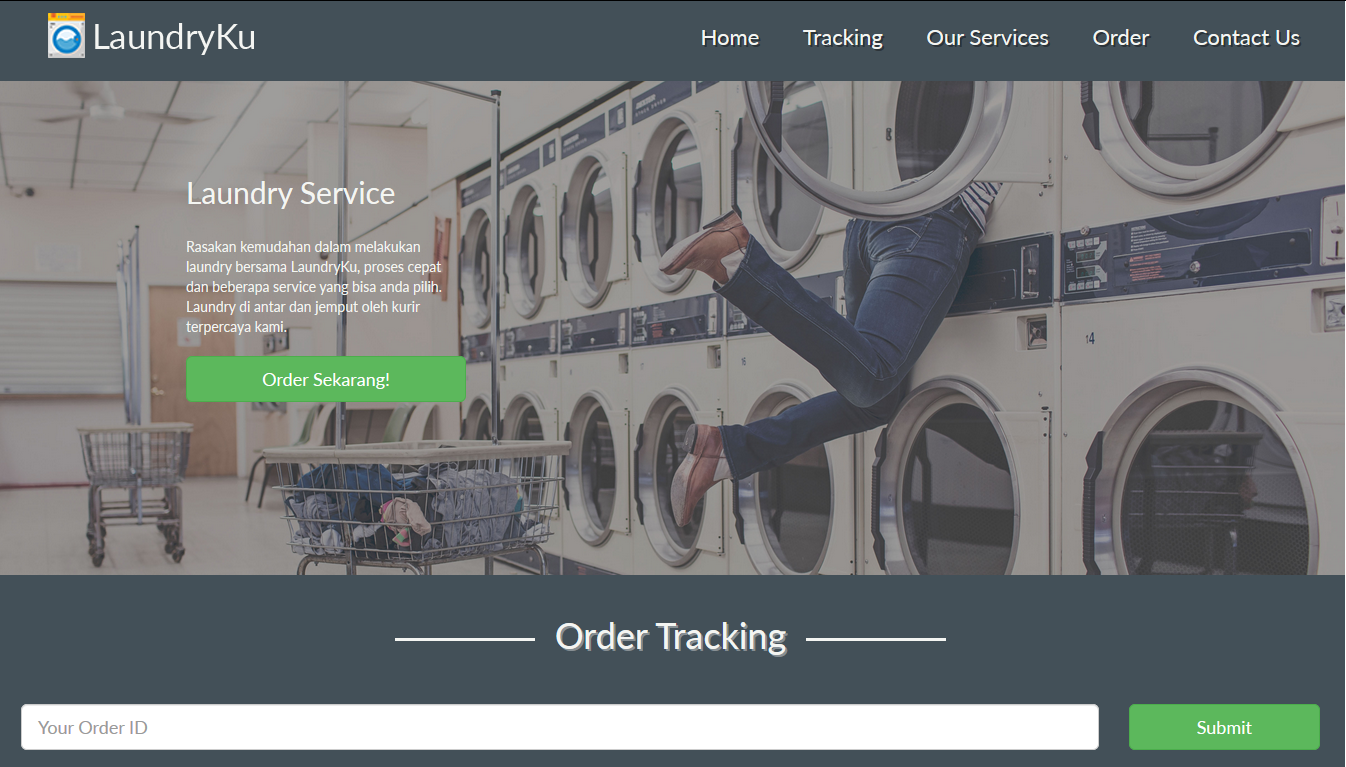 LaundryKu
Home
Tracking
Our Services
Order
Contact Us
Laundry Service
Rasakan kemudahan dalam melakukan
laundry bersama LaundryKu, proses cepat
dan beberapa service yang bisa anda pilih.
Laundry di antar dan jemput oleh kurir
terpercaya kami.
Order Sekarang!
14
Order Tracking
Your Order ID
Submit